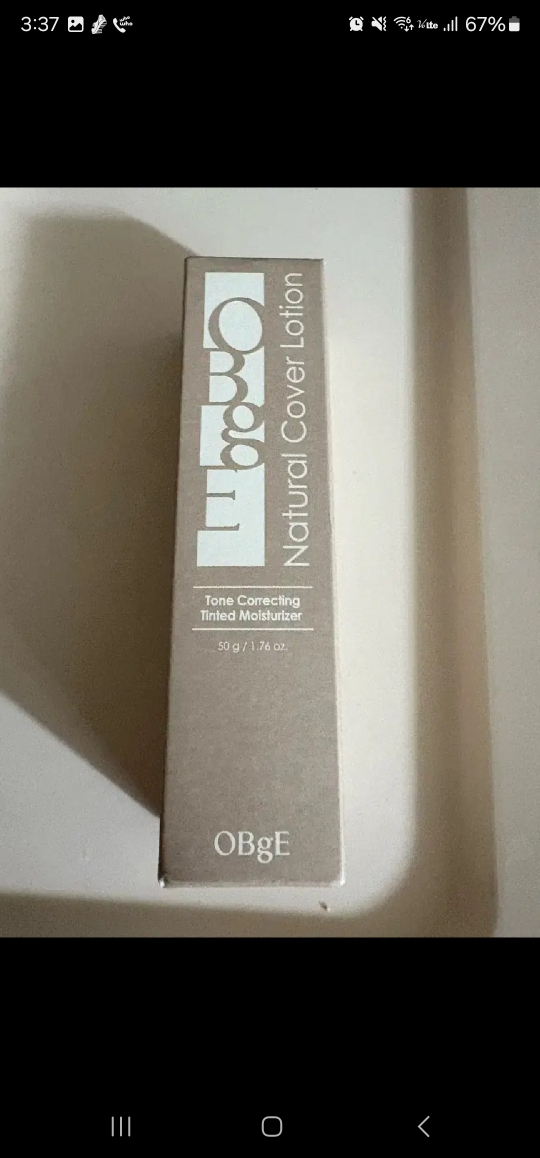 3:37
67%
OBgE
Natural Cover Lotion
Tone Correcting
Tinted Moisturizer
50 g / 1.76 oz.
OBgE